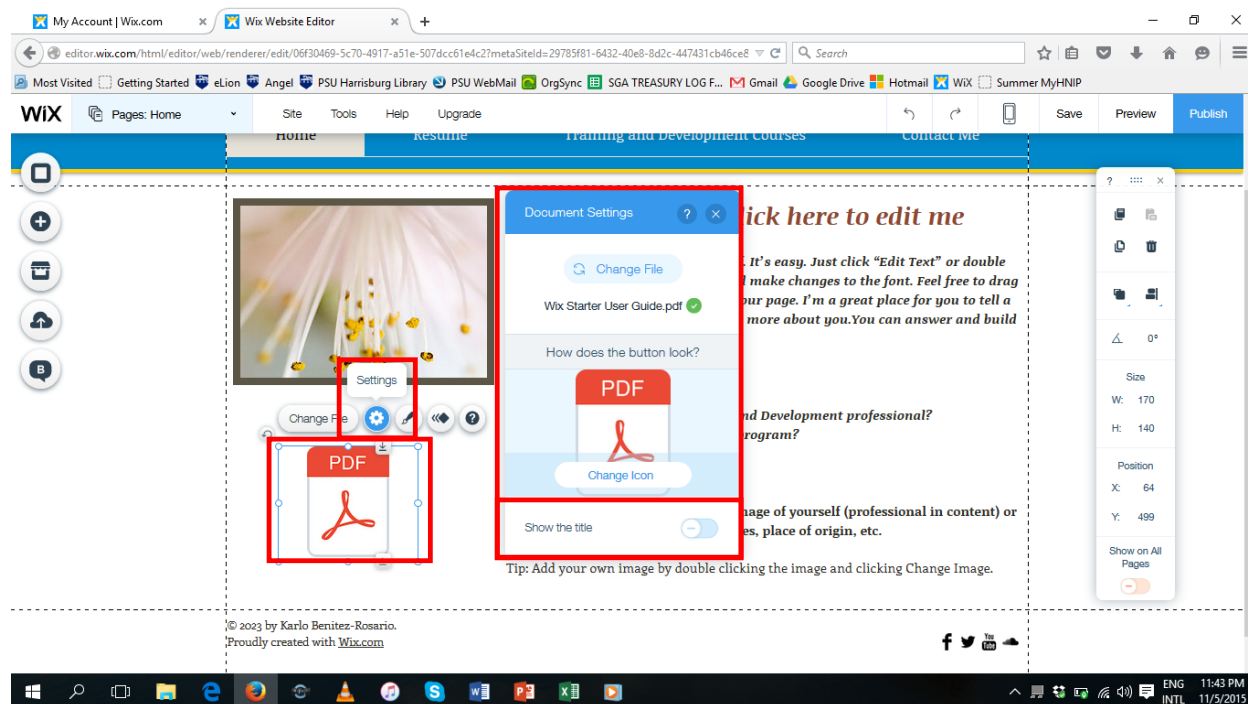 My Account | Wix.com
Wix Website Editor
editor.wix.com/html/editor/web/renderer/edit/06f30469-5c70-4917-a51e-507dcc61e4c2?metaSiteId=29785f81-6432-40e8-8d2c-447431cb46ce8
Search
Most Visited Getting Started eLion Angel PSU Harrisburg Library PSU WebMail OrgSync SGA TREASURY LOG F... Gmail Google Drive Hotmail WiX Summer MyHNIP
WiX Pages: Home Site Tools Help Upgrade Save Preview Publish
Home Resume Training and Development Courses Contact Me
Document Settings ?
Change File
Wix Starter User Guide.pdf
How does the button look?
PDF
Change Icon
Show the title
lick here to edit me
. It's easy. Just click “Edit Text” or double
l make changes to the font. Feel free to drag
our page. I'm a great place for you to tell a
more about you.You can answer and build
nd Development professional?
rogram?
nage of yourself (professional in content) or
es, place of origin, etc.
Tip: Add your own image by double clicking the image and clicking Change Image.
Settings
Change File
?
PDF
B
?
0°
Size
W: 170
H: 140
Position
X: 64
Y: 499
Show on All
Pages
© 2023 by Karlo Benitez-Rosario.
Proudly created with Wix.com
You
Tube
ENG 11:43 PM
INTL 11/5/2015